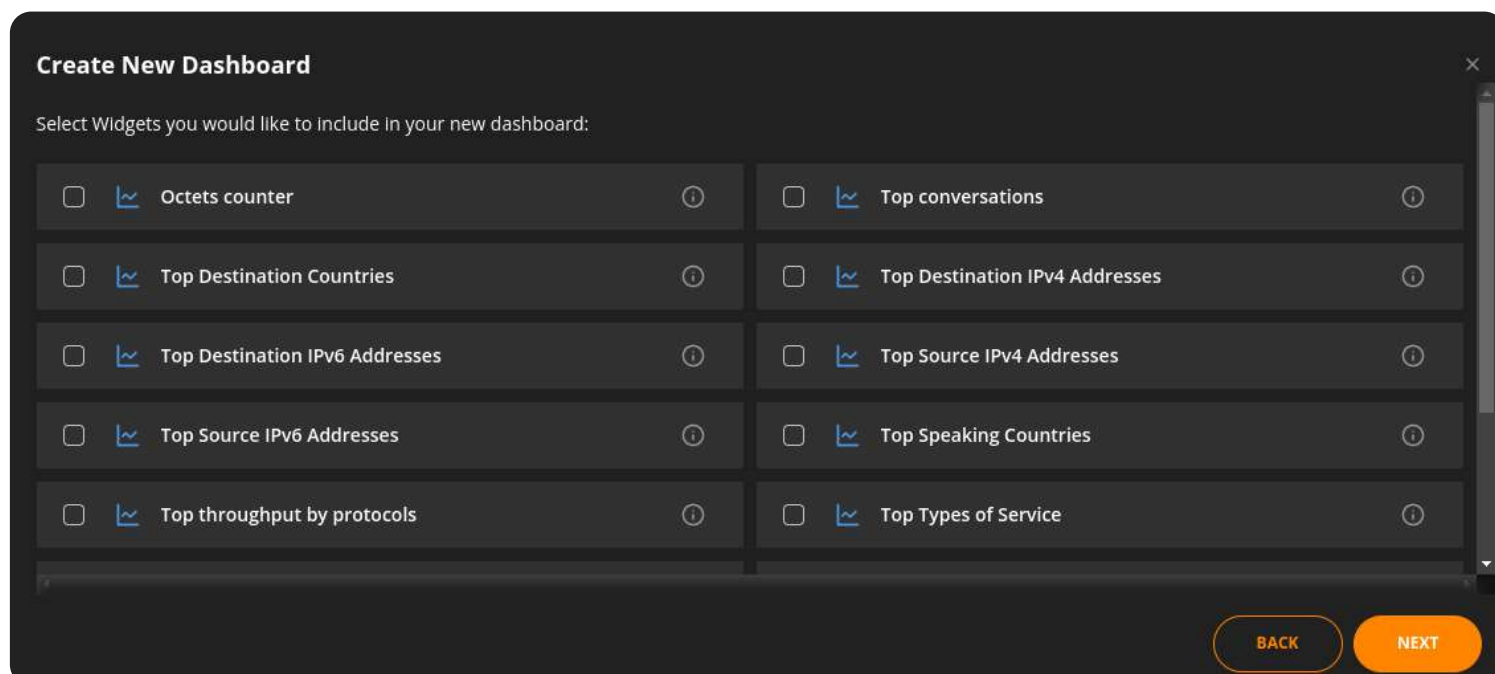 Create New Dashboard
Select Widgets you would like to include in your new dashboard:
Octets counter
Top conversations
Top Destination Countries
Top Destination IPv4 Addresses
Top Destination IPv6 Addresses
Top Source IPv4 Addresses
Top Source IPv6 Addresses
Top Speaking Countries
Top throughput by protocols
Top Types of Service
BACK
NEXT